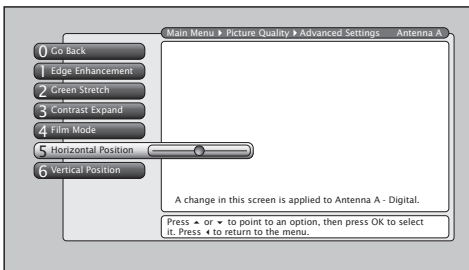 Main Menu ▸ Picture Quality ▸ Advanced Settings Antenna A
0 Go Back
1 Edge Enhancement
2 Green Stretch
3 Contrast Expand
4 Film Mode
5 Horizontal Position
6 Vertical Position
A change in this screen is applied to Antenna A - Digital.
Press ▲ or ▼ to point to an option, then press OK to select
it. Press ◂ to return to the menu.